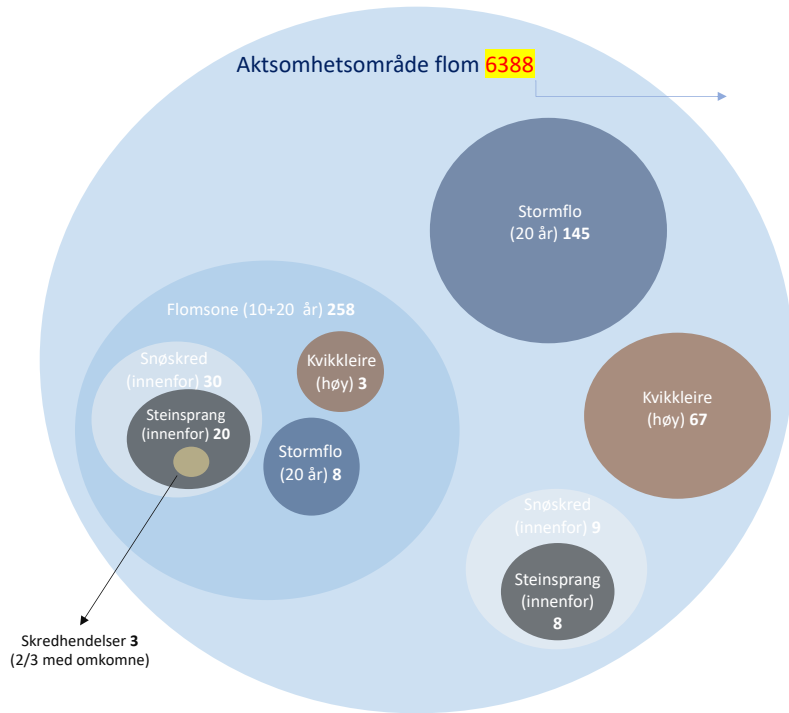 Aktsomhetsområde flom 6388
Stormflo
(20 år) 145
Flomsone (10+20 år) 258
Snøskred
(innenfor) 30
Steinsprang
(innenfor) 20
Kvikkleire
(høy) 3
Stormflo
(20 år) 8
Kvikkleire
(høy) 67
Snøskred
(innenfor) 9
Steinsprang
(innenfor)
8
Skredhendelser 3
(2/3 med omkomne)